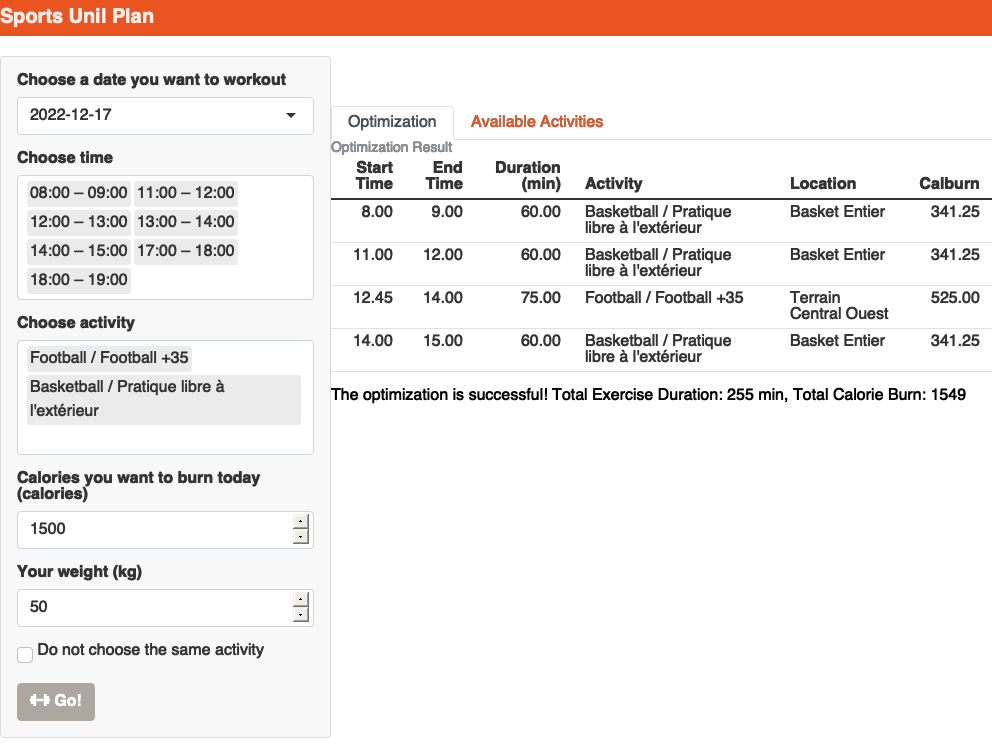 Sports Unil Plan
Choose a date you want to workout
2022-12-17
Choose time
08:00 – 09:00 11:00 – 12:00
12:00 – 13:00 13:00 – 14:00
14:00 – 15:00 17:00 – 18:00
18:00 – 19:00
Choose activity
Football / Football +35
Basketball / Pratique libre à
l'extérieur
Calories you want to burn today
(calories)
1500
Your weight (kg)
50
Do not choose the same activity
Go!
Optimization Available Activities
Optimization Result
Start End Duration
Time Time (min) Activity Location Calburn
8.00 9.00 60.00 Basketball / Pratique Basket Entier 341.25
libre à l'extérieur
11.00 12.00 60.00 Basketball / Pratique Basket Entier 341.25
libre à l'extérieur
12.45 14.00 75.00 Football / Football +35 Terrain 525.00
Central Ouest
14.00 15.00 60.00 Basketball / Pratique Basket Entier 341.25
libre à l'extérieur
The optimization is successful! Total Exercise Duration: 255 min, Total Calorie Burn: 1549